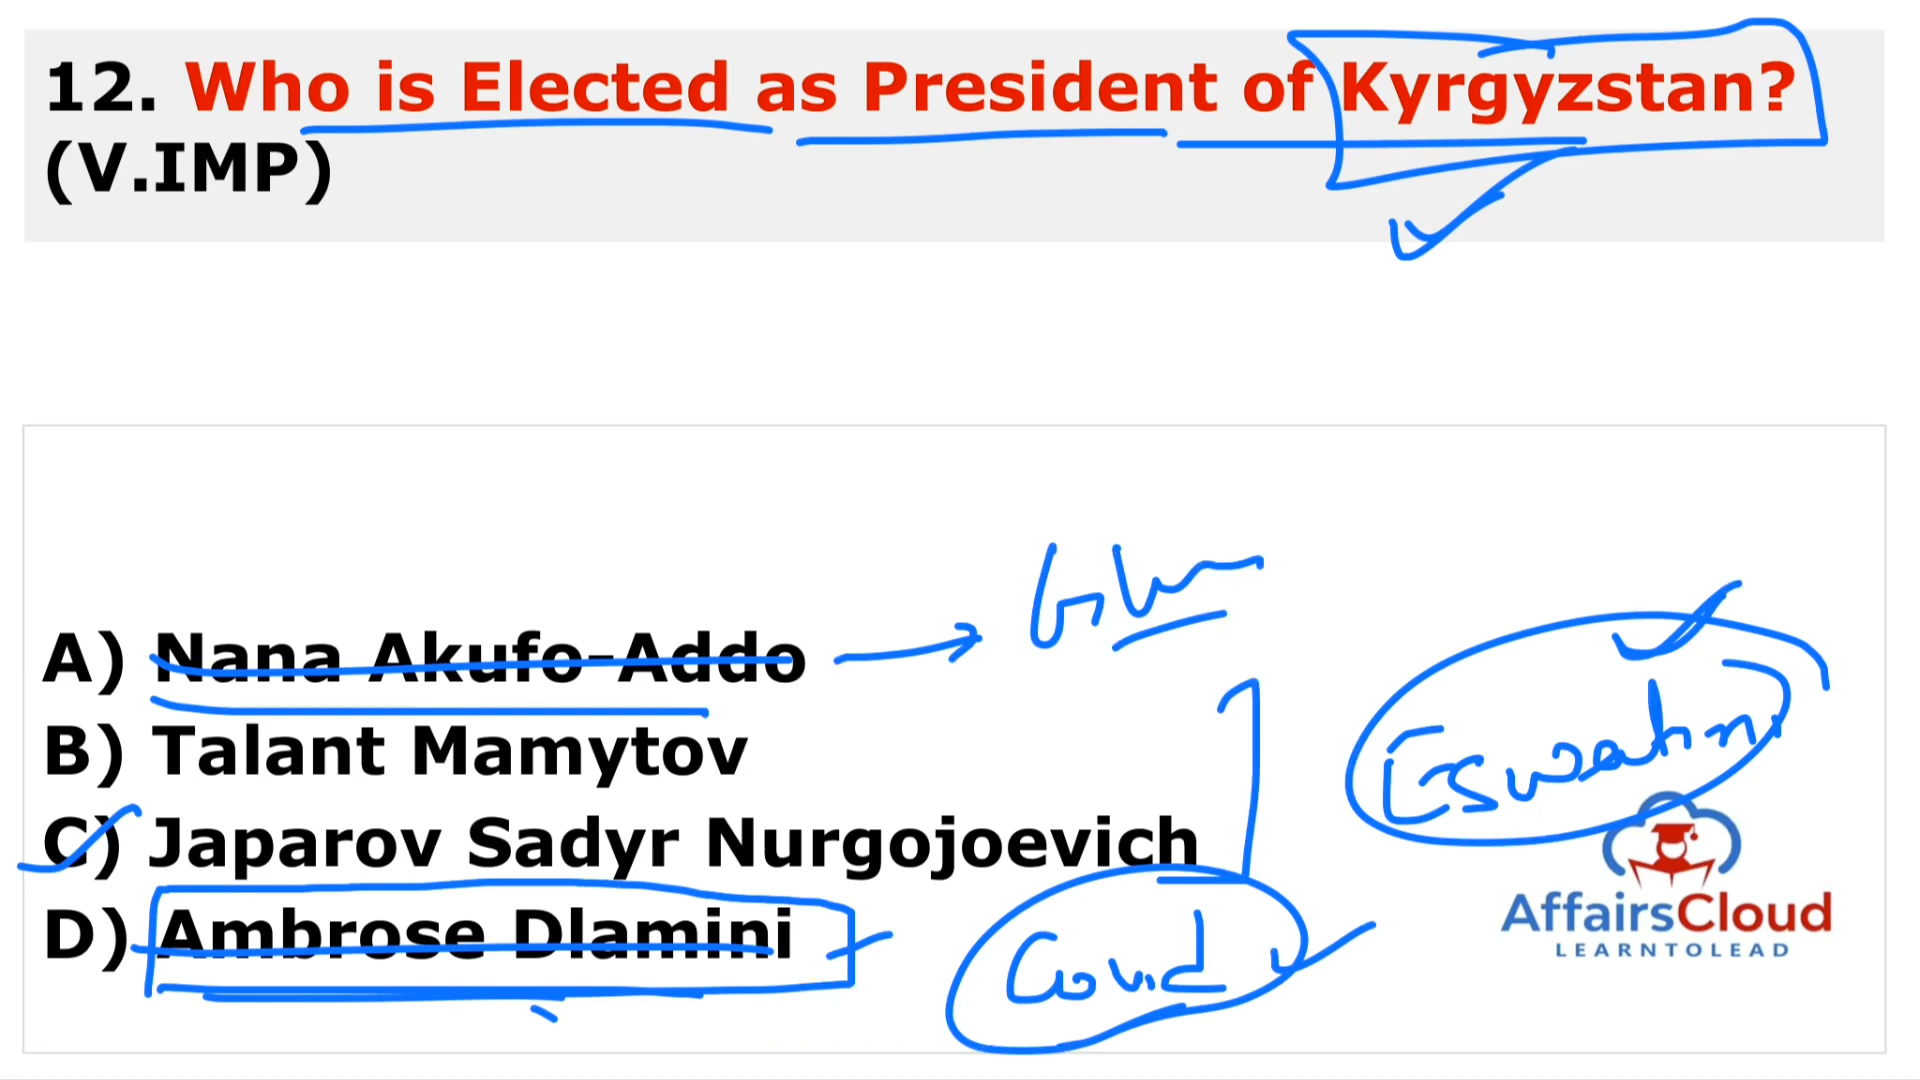 12. Who is Elected as President of Kyrgyzstan?
(V.IMP)
A) Nana Akufo-Addo
B) Talant Mamytov
C) Japarov Sadyr Nurgojoevich
D) Ambrose Dlamini
Eswatini
Covid
AffairsCloud
LEARNTOLEAD